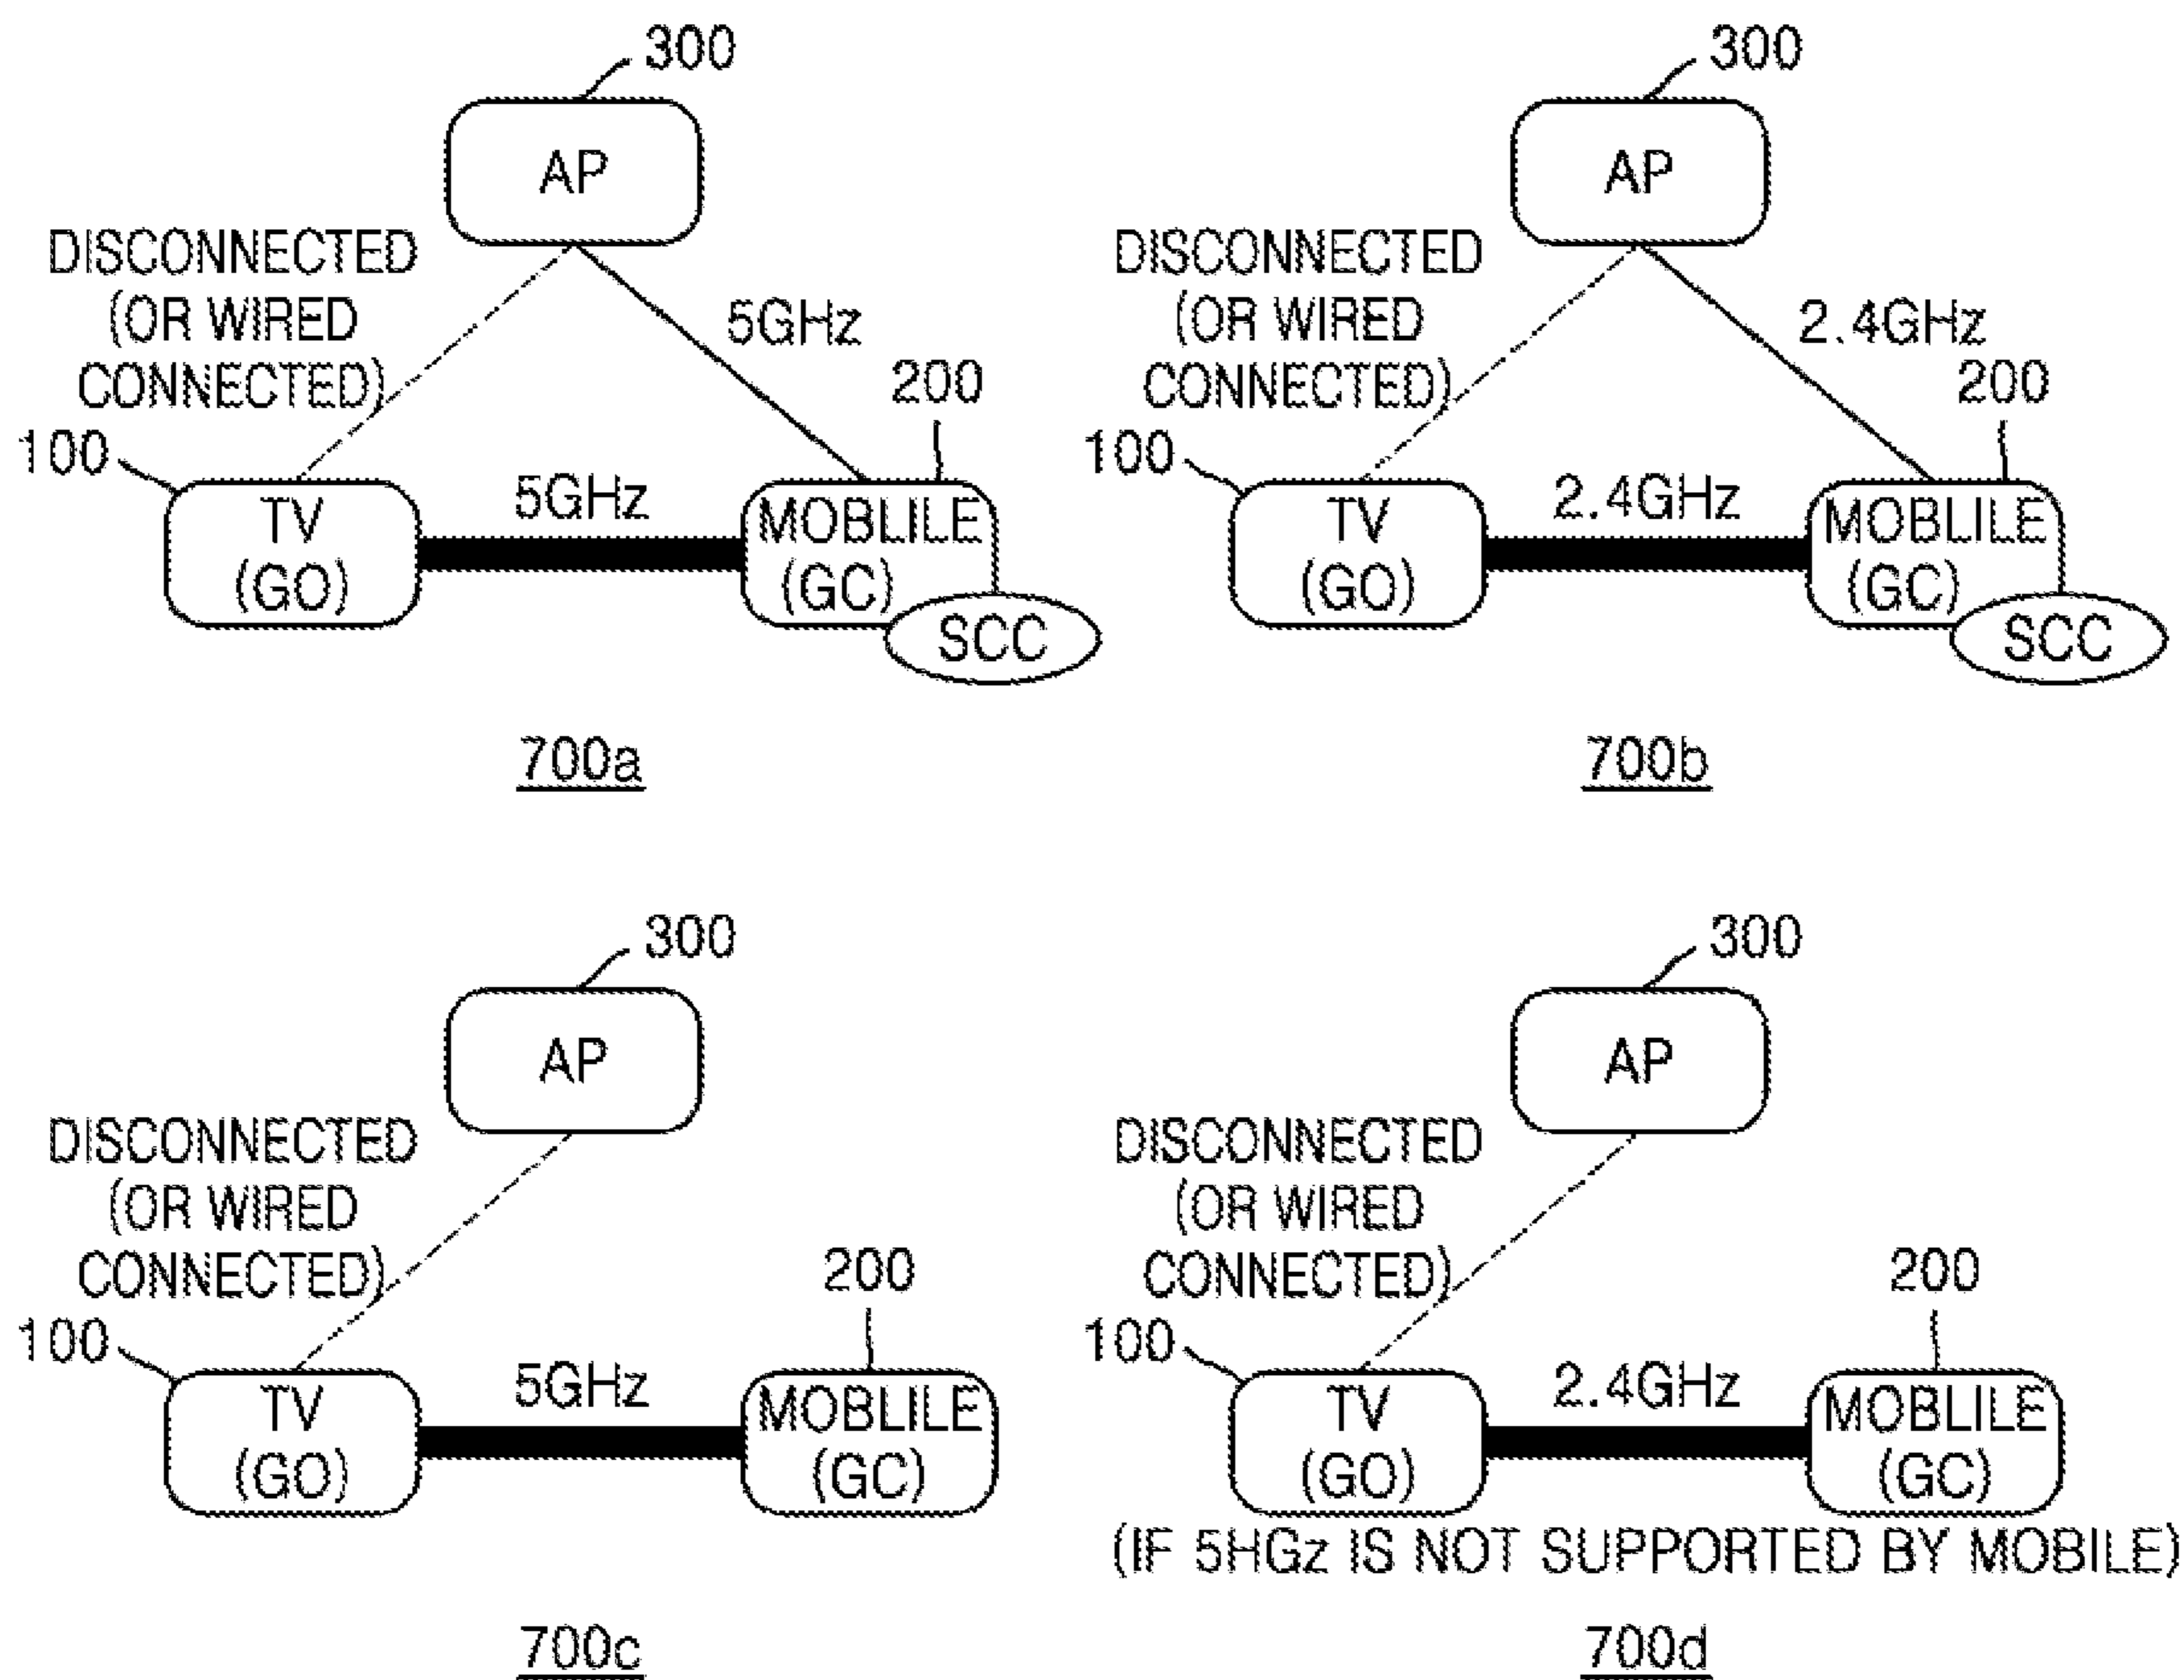 300
AP
DISCONNECTED
(OR WIRED
CONNECTED)
5GHz
200
100
TV
(GO)
5GHz
MOBLILE
(GC)
SCC
700a
300
AP
DISCONNECTED
(OR WIRED
CONNECTED)
2.4GHz
200
100
TV
(GO)
2.4GHz
MOBLILE
(GC)
SCC
700b
300
AP
DISCONNECTED
(OR WIRED
CONNECTED)
200
100
TV
(GO)
5GHz
MOBLILE
(GC)
700c
300
AP
DISCONNECTED
(OR WIRED
CONNECTED)
200
100
TV
(GO)
2.4GHz
MOBLILE
(GC)
(IF 5HGz IS NOT SUPPORTED BY MOBILE)
700d